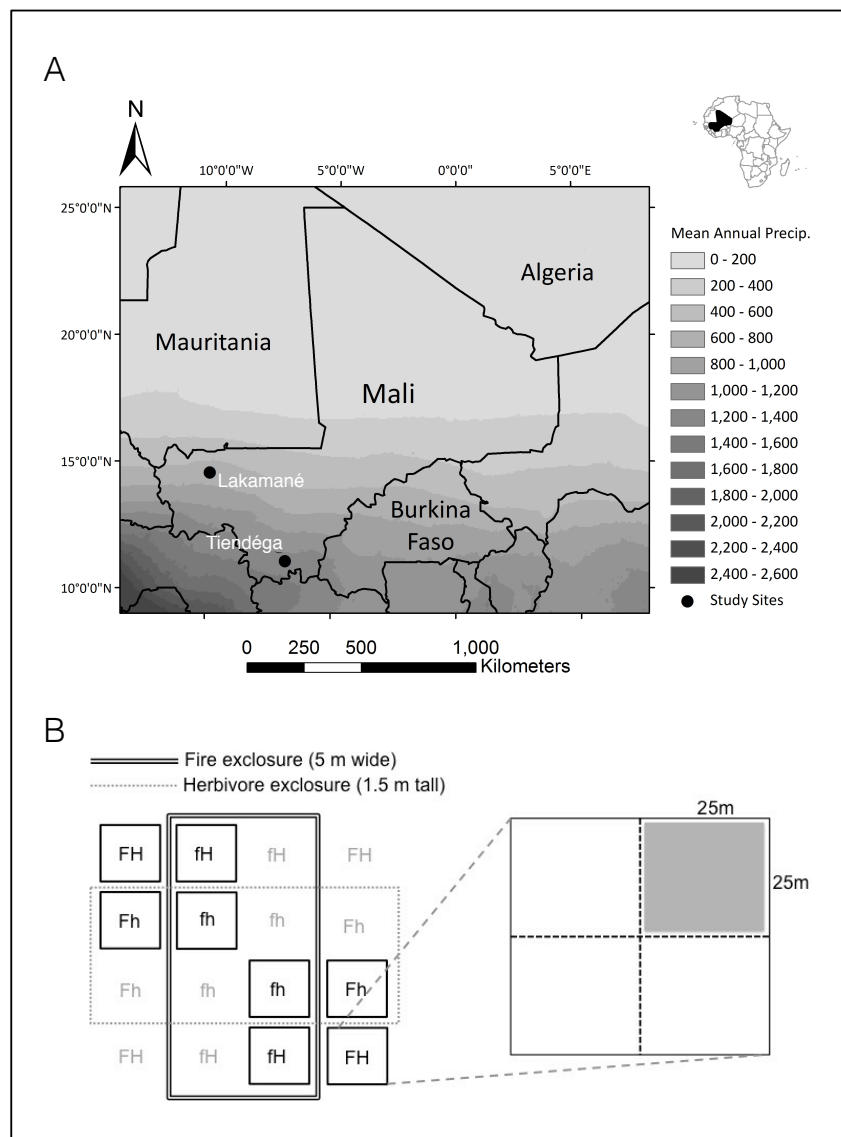 A
N
10°0'0"W 5°0'0"W 0°0'0" 5°0'0"E
25°0'0"N
20°0'0"N
15°0'0"N
10°0'0"N
Algeria
Mauritania
Mali
Lakamané
Burkina
Faso
Tiendéga
Mean Annual Precip.
0 - 200
200 - 400
400 - 600
600 - 800
800 - 1,000
1,000 - 1,200
1,200 - 1,400
1,400 - 1,600
1,600 - 1,800
1,800 - 2,000
2,000 - 2,200
2,200 - 2,400
2,400 - 2,600
Study Sites
0 250 500 1,000
Kilometers
B
Fire exclosure (5 m wide)
Herbivore exclosure (1.5 m tall)
FH fH fH FH
Fh fh fh Fh
Fh fh fh Fh
FH fH fH FH
25m
25m